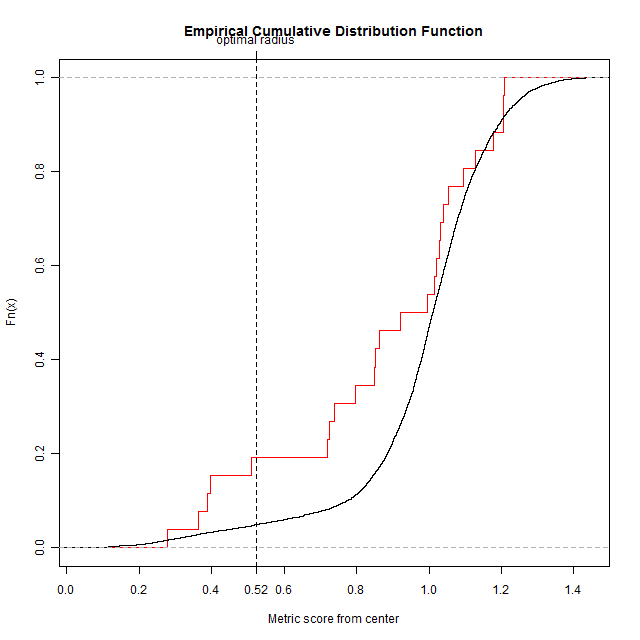 Empirical Cumulative Distribution Function
optimal radius
Fn(x)
1.0
0.8
0.6
0.4
0.2
0.0
0.0 0.2 0.4 0.52 0.6 0.8 1.0 1.2 1.4
Metric score from center